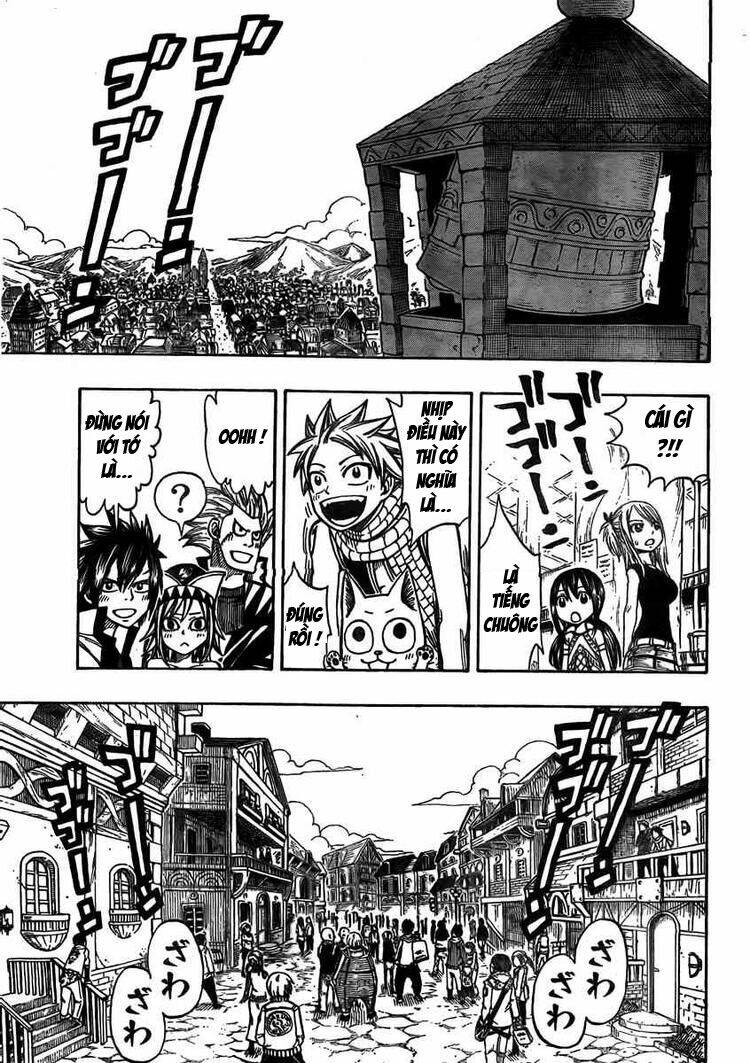 ゴーン
ゴーン
CÁI GÌ
?!!
ゴーン
ゴーン
LÀ
TIẾNG
CHUÔNG
NHỊP
ĐIỀU NÀY
THÌ CÓ
NGHĨA
LÀ...
ĐÚNG
RỒI !
OOHH !
?
ĐỪNG NÓI
VỚI TỚ
LÀ...
ゴーン
ゴーン
ゴーン
ゴーン
ざわ
ざわ
ざわ
ざわ